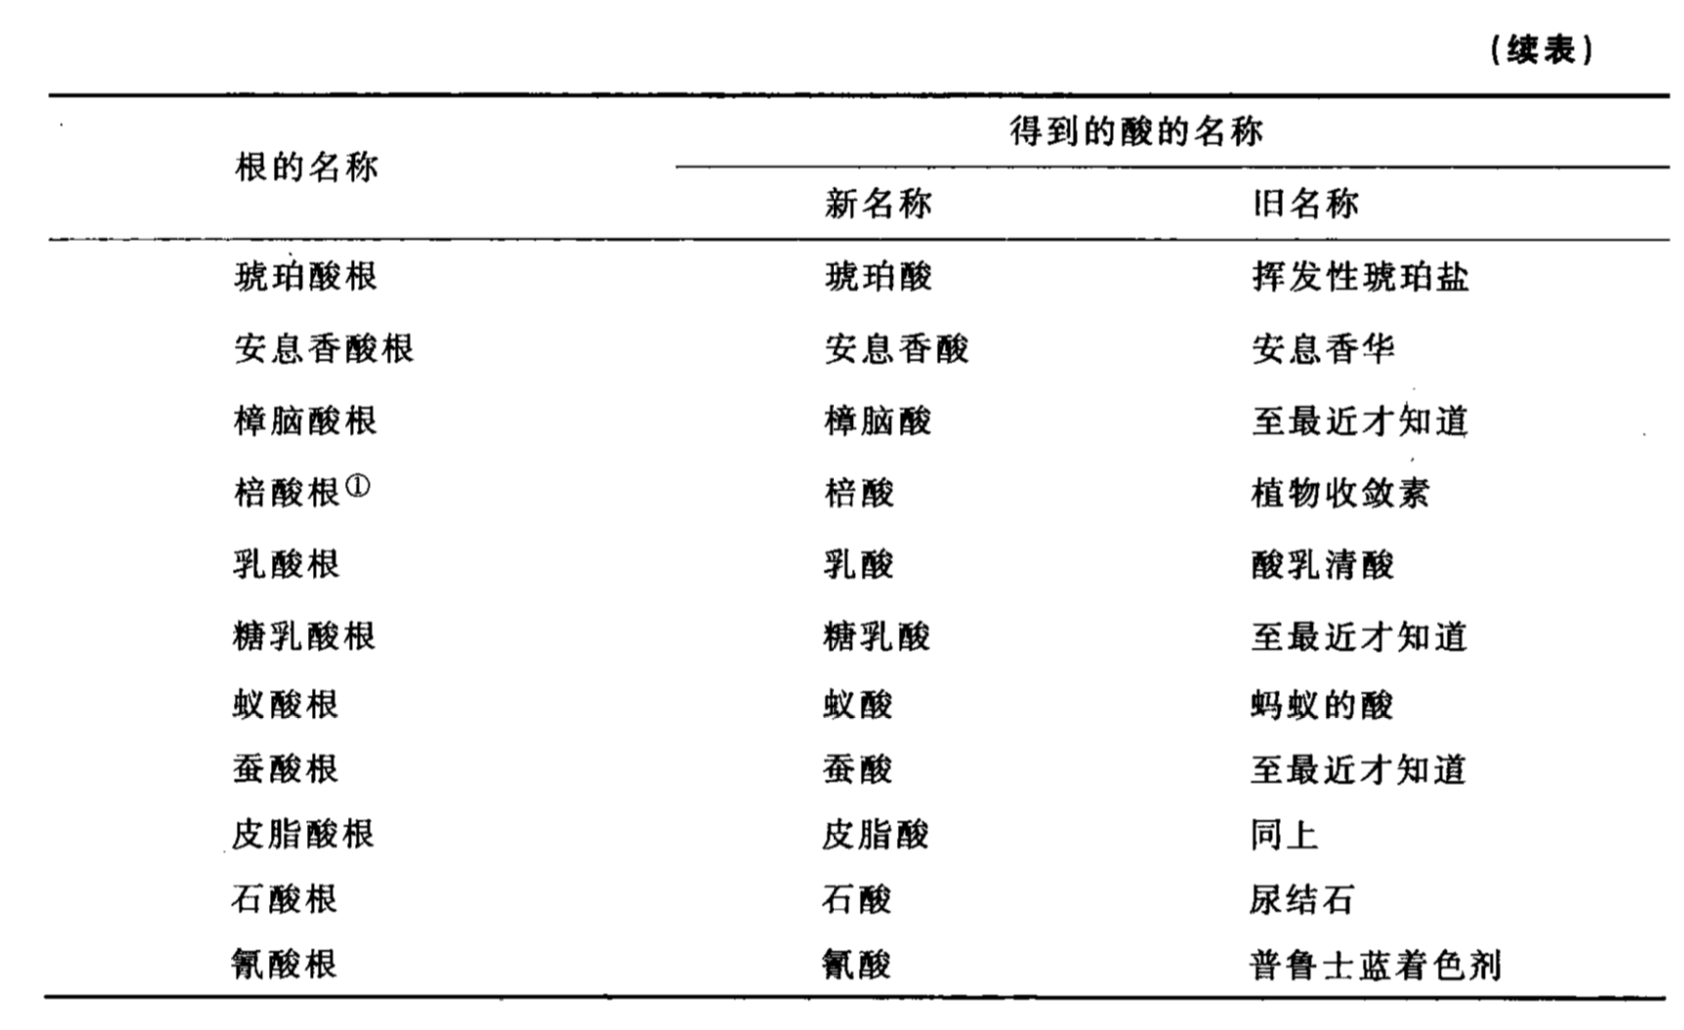 (续表)
得到的酸的名称
根的名称
新名称 旧名称
琥珀酸根 琥珀酸 挥发性琥珀盐
安息香酸根 安息香酸 安息香华
樟脑酸根 樟脑酸 至最近才知道
棓酸根① 棓酸 植物收敛素
乳酸根 乳酸 酸乳清酸
糖乳酸根 糖乳酸 至最近才知道
蚁酸根 蚁酸 蚂蚁的酸
蚕酸根 蚕酸 至最近才知道
皮脂酸根 皮脂酸 同上
石酸根 石酸 尿结石
氰酸根 氰酸 普鲁士蓝着色剂